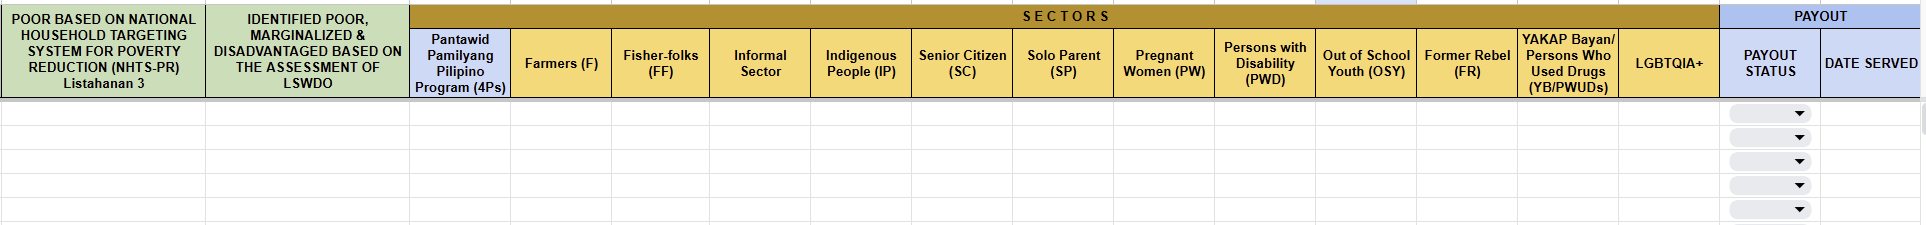 POOR BASED ON NATIONAL
HOUSEHOLD TARGETING
SYSTEM FOR POVERTY
REDUCTION (NHTS-PR)
Listahanan 3
IDENTIFIED POOR,
MARGINALIZED &
DISADVANTAGED BASED ON
THE ASSESSMENT OF
LSWDO
SECTORS
Pantawid
Pamilyang
Pilipino
Program (4Ps)
Farmers (F)
Fisher-folks
(FF)
Informal
Sector
Indigenous
People (IP)
Senior Citizen
(SC)
Solo Parent
(SP)
Pregnant
Women (PW)
Persons with
Disability
(PWD)
Out of School
Youth (OSY)
Former Rebel
(FR)
YAKAP Bayan/
Persons Who
Used Drugs
(YB/PWUDs)
LGBTQIA+
PAYOUT
PAYOUT
STATUS
DATE SERVED